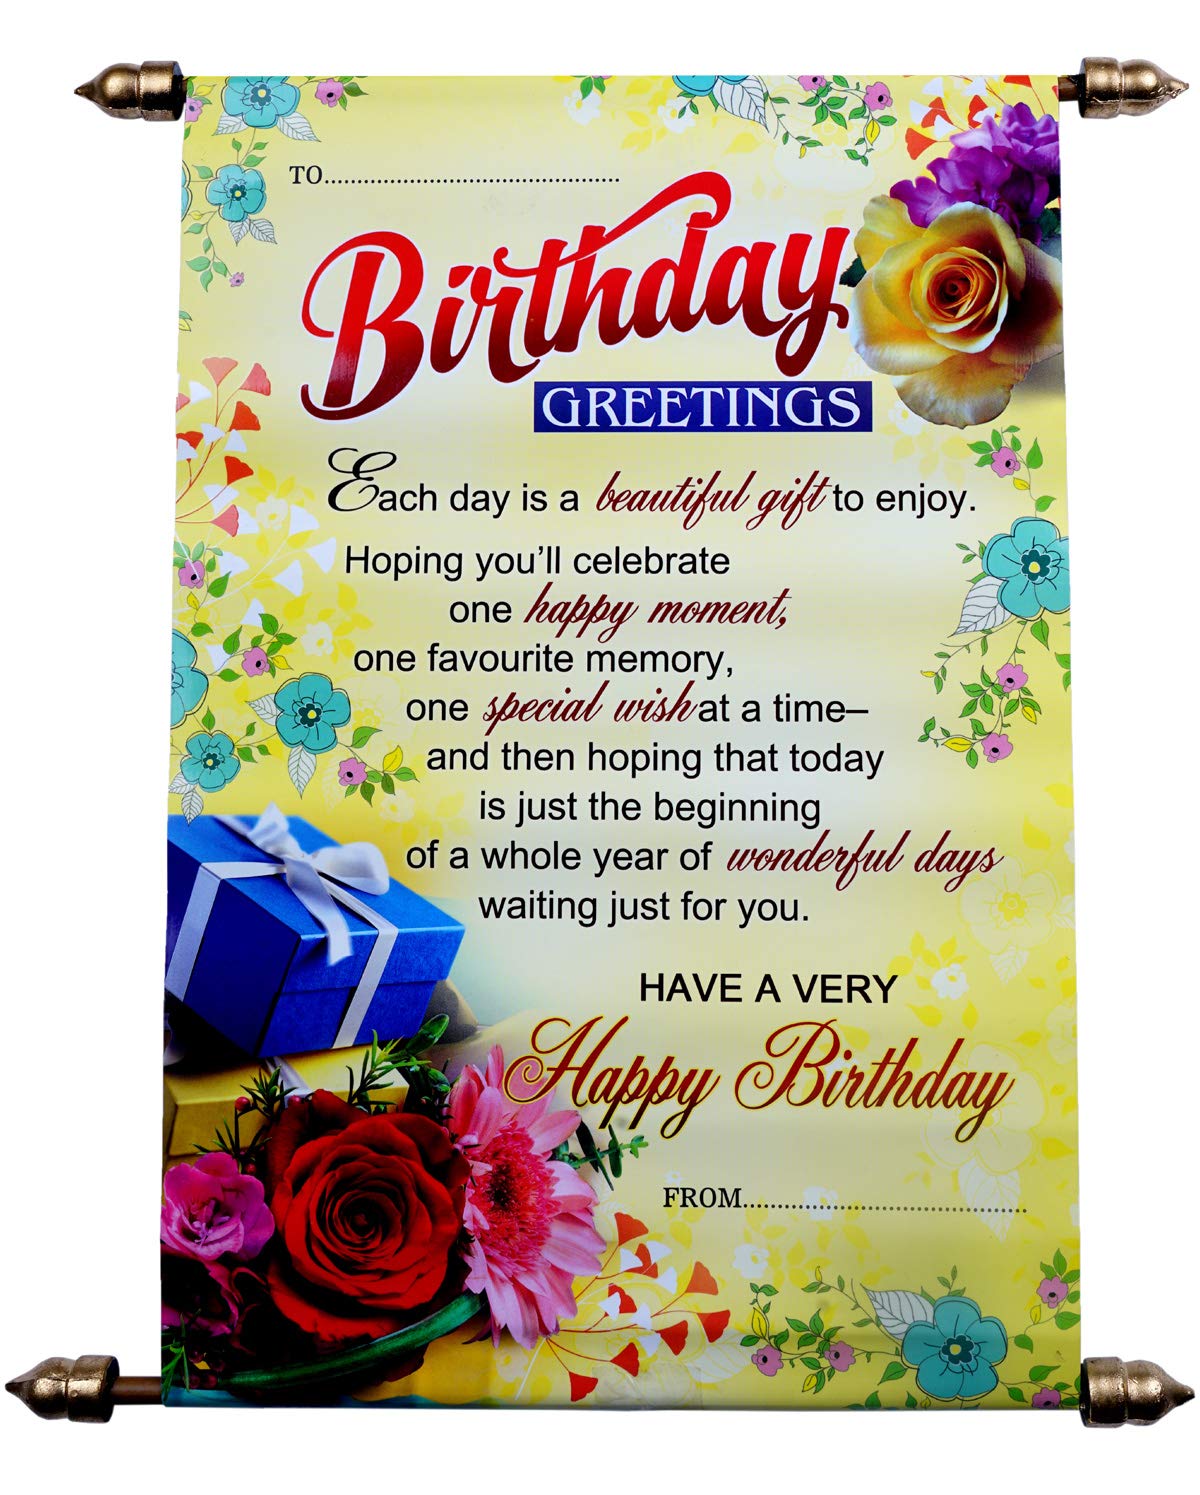 TO..............................................
Birthday
GREETINGS
Each day is a beautiful gift to enjoy.
Hoping you'll celebrate
one happy moment,
one favourite memory,
one special wish at a time–
and then hoping that today
is just the beginning
of a whole year of wonderful days
waiting just for you.
HAVE A VERY
Happy Birthday
FROM.............................................